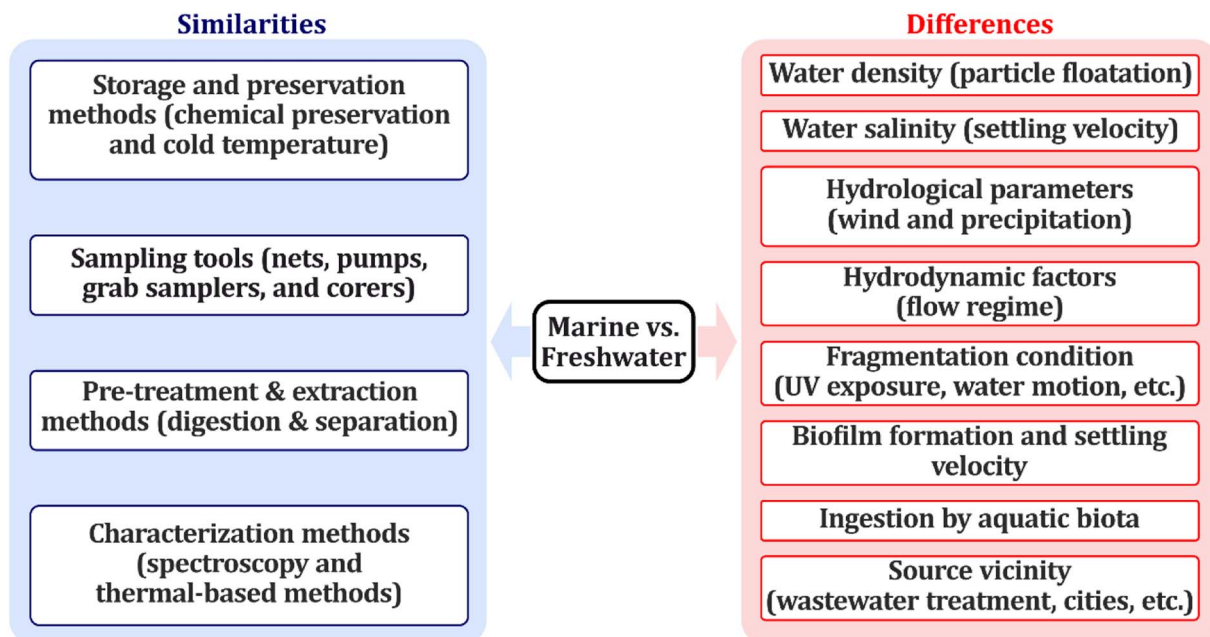 Similarities
Storage and preservation
methods (chemical preservation
and cold temperature)
Sampling tools (nets, pumps,
grab samplers, and corers)
Pre-treatment & extraction
methods (digestion & separation)
Characterization methods
(spectroscopy and
thermal-based methods)
Marine vs.
Freshwater
Differences
Water density (particle floatation)
Water salinity (settling velocity)
Hydrological parameters
(wind and precipitation)
Hydrodynamic factors
(flow regime)
Fragmentation condition
(UV exposure, water motion, etc.)
Biofilm formation and settling
velocity
Ingestion by aquatic biota
Source vicinity
(wastewater treatment, cities, etc.)